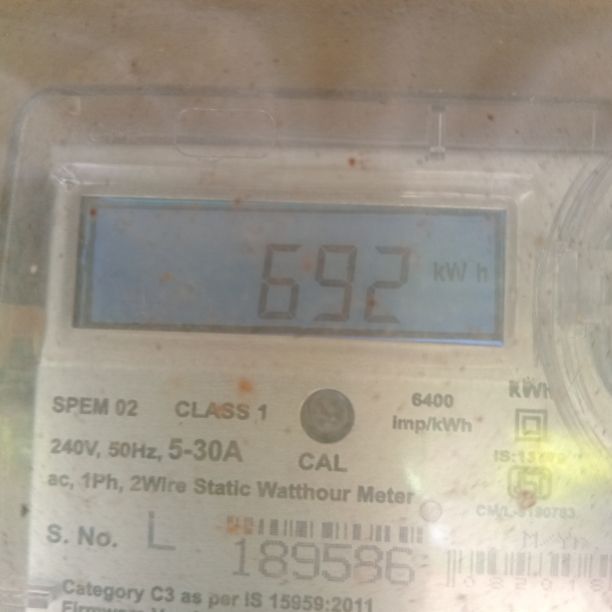 692 kW h
SPEM 02 CLASS 1 6400 KWh
Imp/kWh
240V, 50Hz, 5-30A CAL
ac, 1Ph, 2Wire Static Watthour Meter
S. No. L 189586
Category C3 as per IS 15959:2011